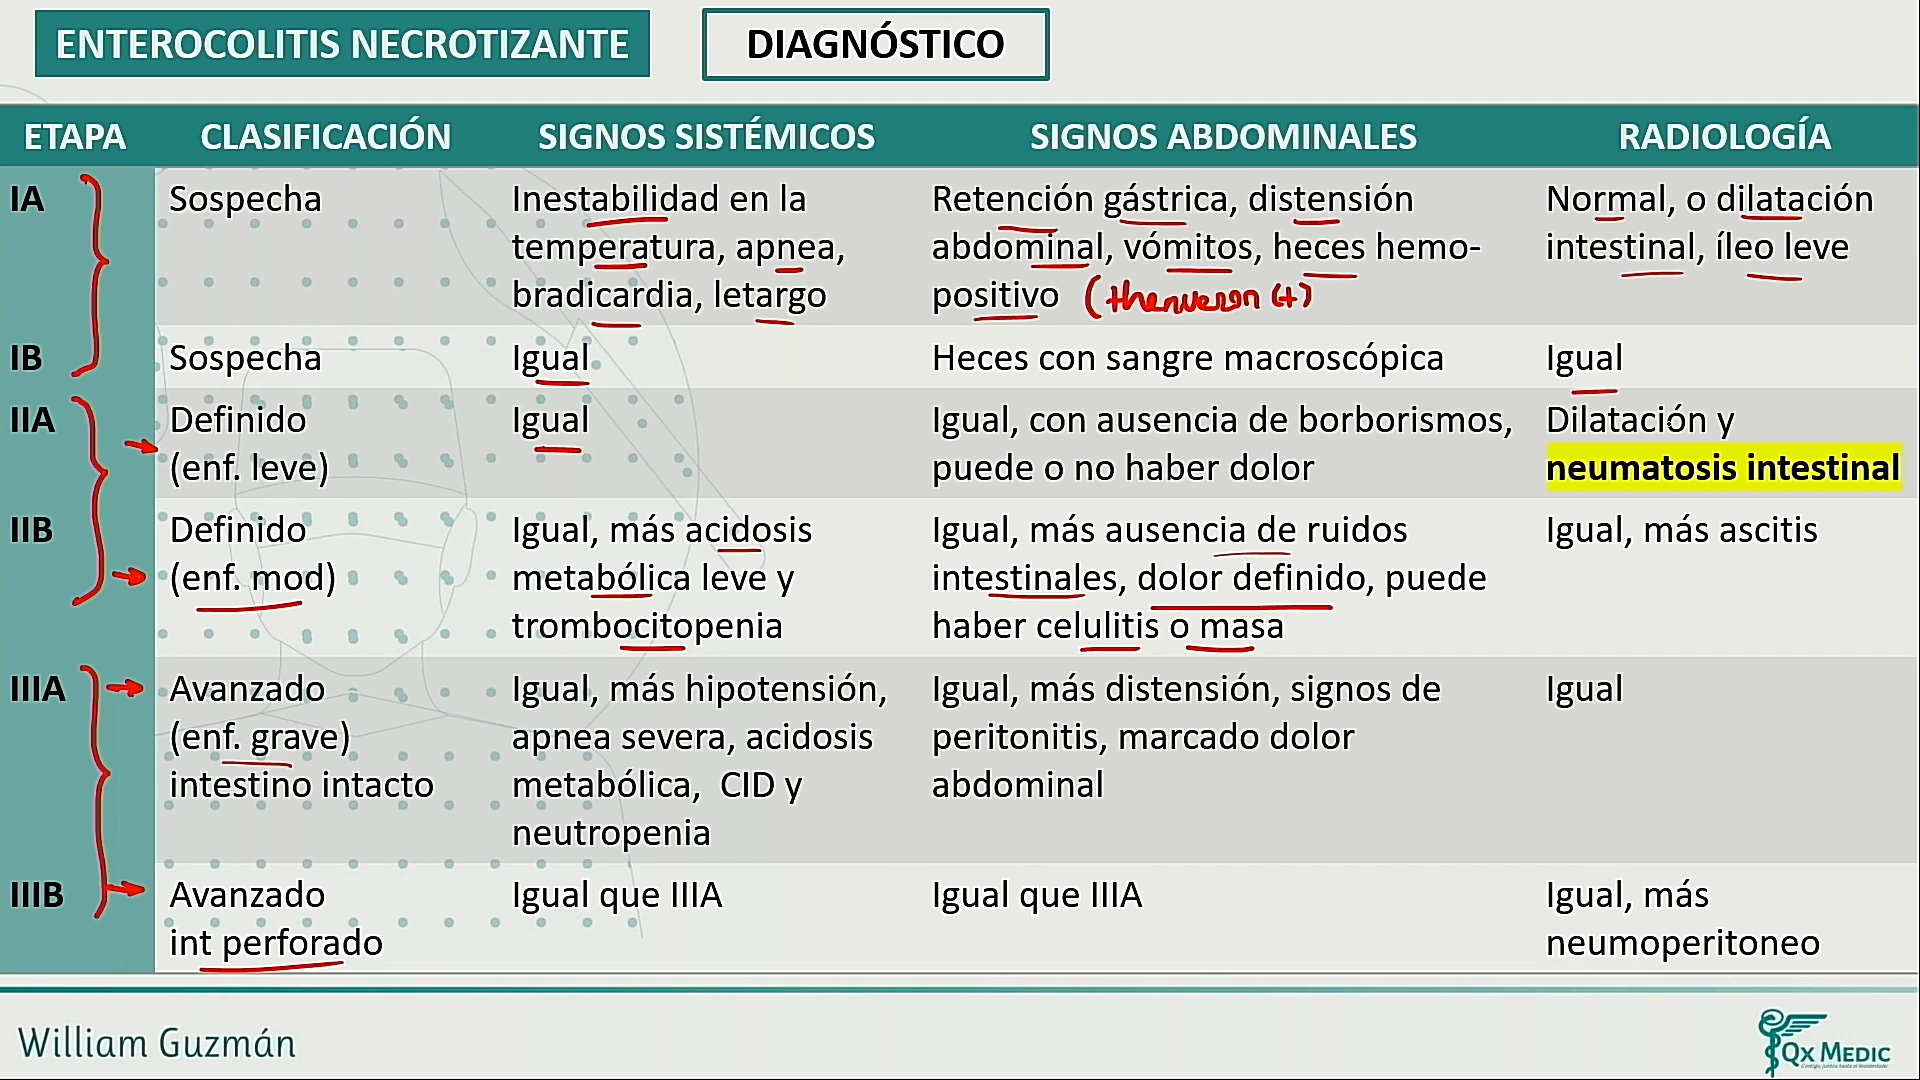 ENTEROCOLITIS NECROTIZANTE
DIAGNÓSTICO
ETAPA CLASIFICACIÓN SIGNOS SISTÉMICOS SIGNOS ABDOMINALES RADIOLOGÍA
IA
Sospecha
Inestabilidad en la
temperatura, apnea,
bradicardia, letargo
Retención gástrica, distensión
abdominal, vómitos, heces hemo-
positivo
Normal, o dilatación
intestinal, íleo leve
IB
Sospecha
Igual
Heces con sangre macroscópica
Igual
IIA
Definido
(enf. leve)
Igual
Igual, con ausencia de borborismos,
puede o no haber dolor
Dilatación y
neumatosis intestinal
IIB
Definido
(enf. mod)
Igual, más acidosis
metabólica leve y
trombocitopenia
Igual, más ausencia de ruidos
intestinales, dolor definido, puede
haber celulitis o masa
Igual, más ascitis
IIIA
Avanzado
(enf. grave)
intestino intacto
Igual, más hipotensión,
apnea severa, acidosis
metabólica, CID y
neutropenia
Igual, más distensión, signos de
peritonitis, marcado dolor
abdominal
Igual
IIIB
Avanzado
int perforado
Igual que IIIA
Igual que IIIA
Igual, más
neumoperitoneo
William Guzmán
QX MEDIC